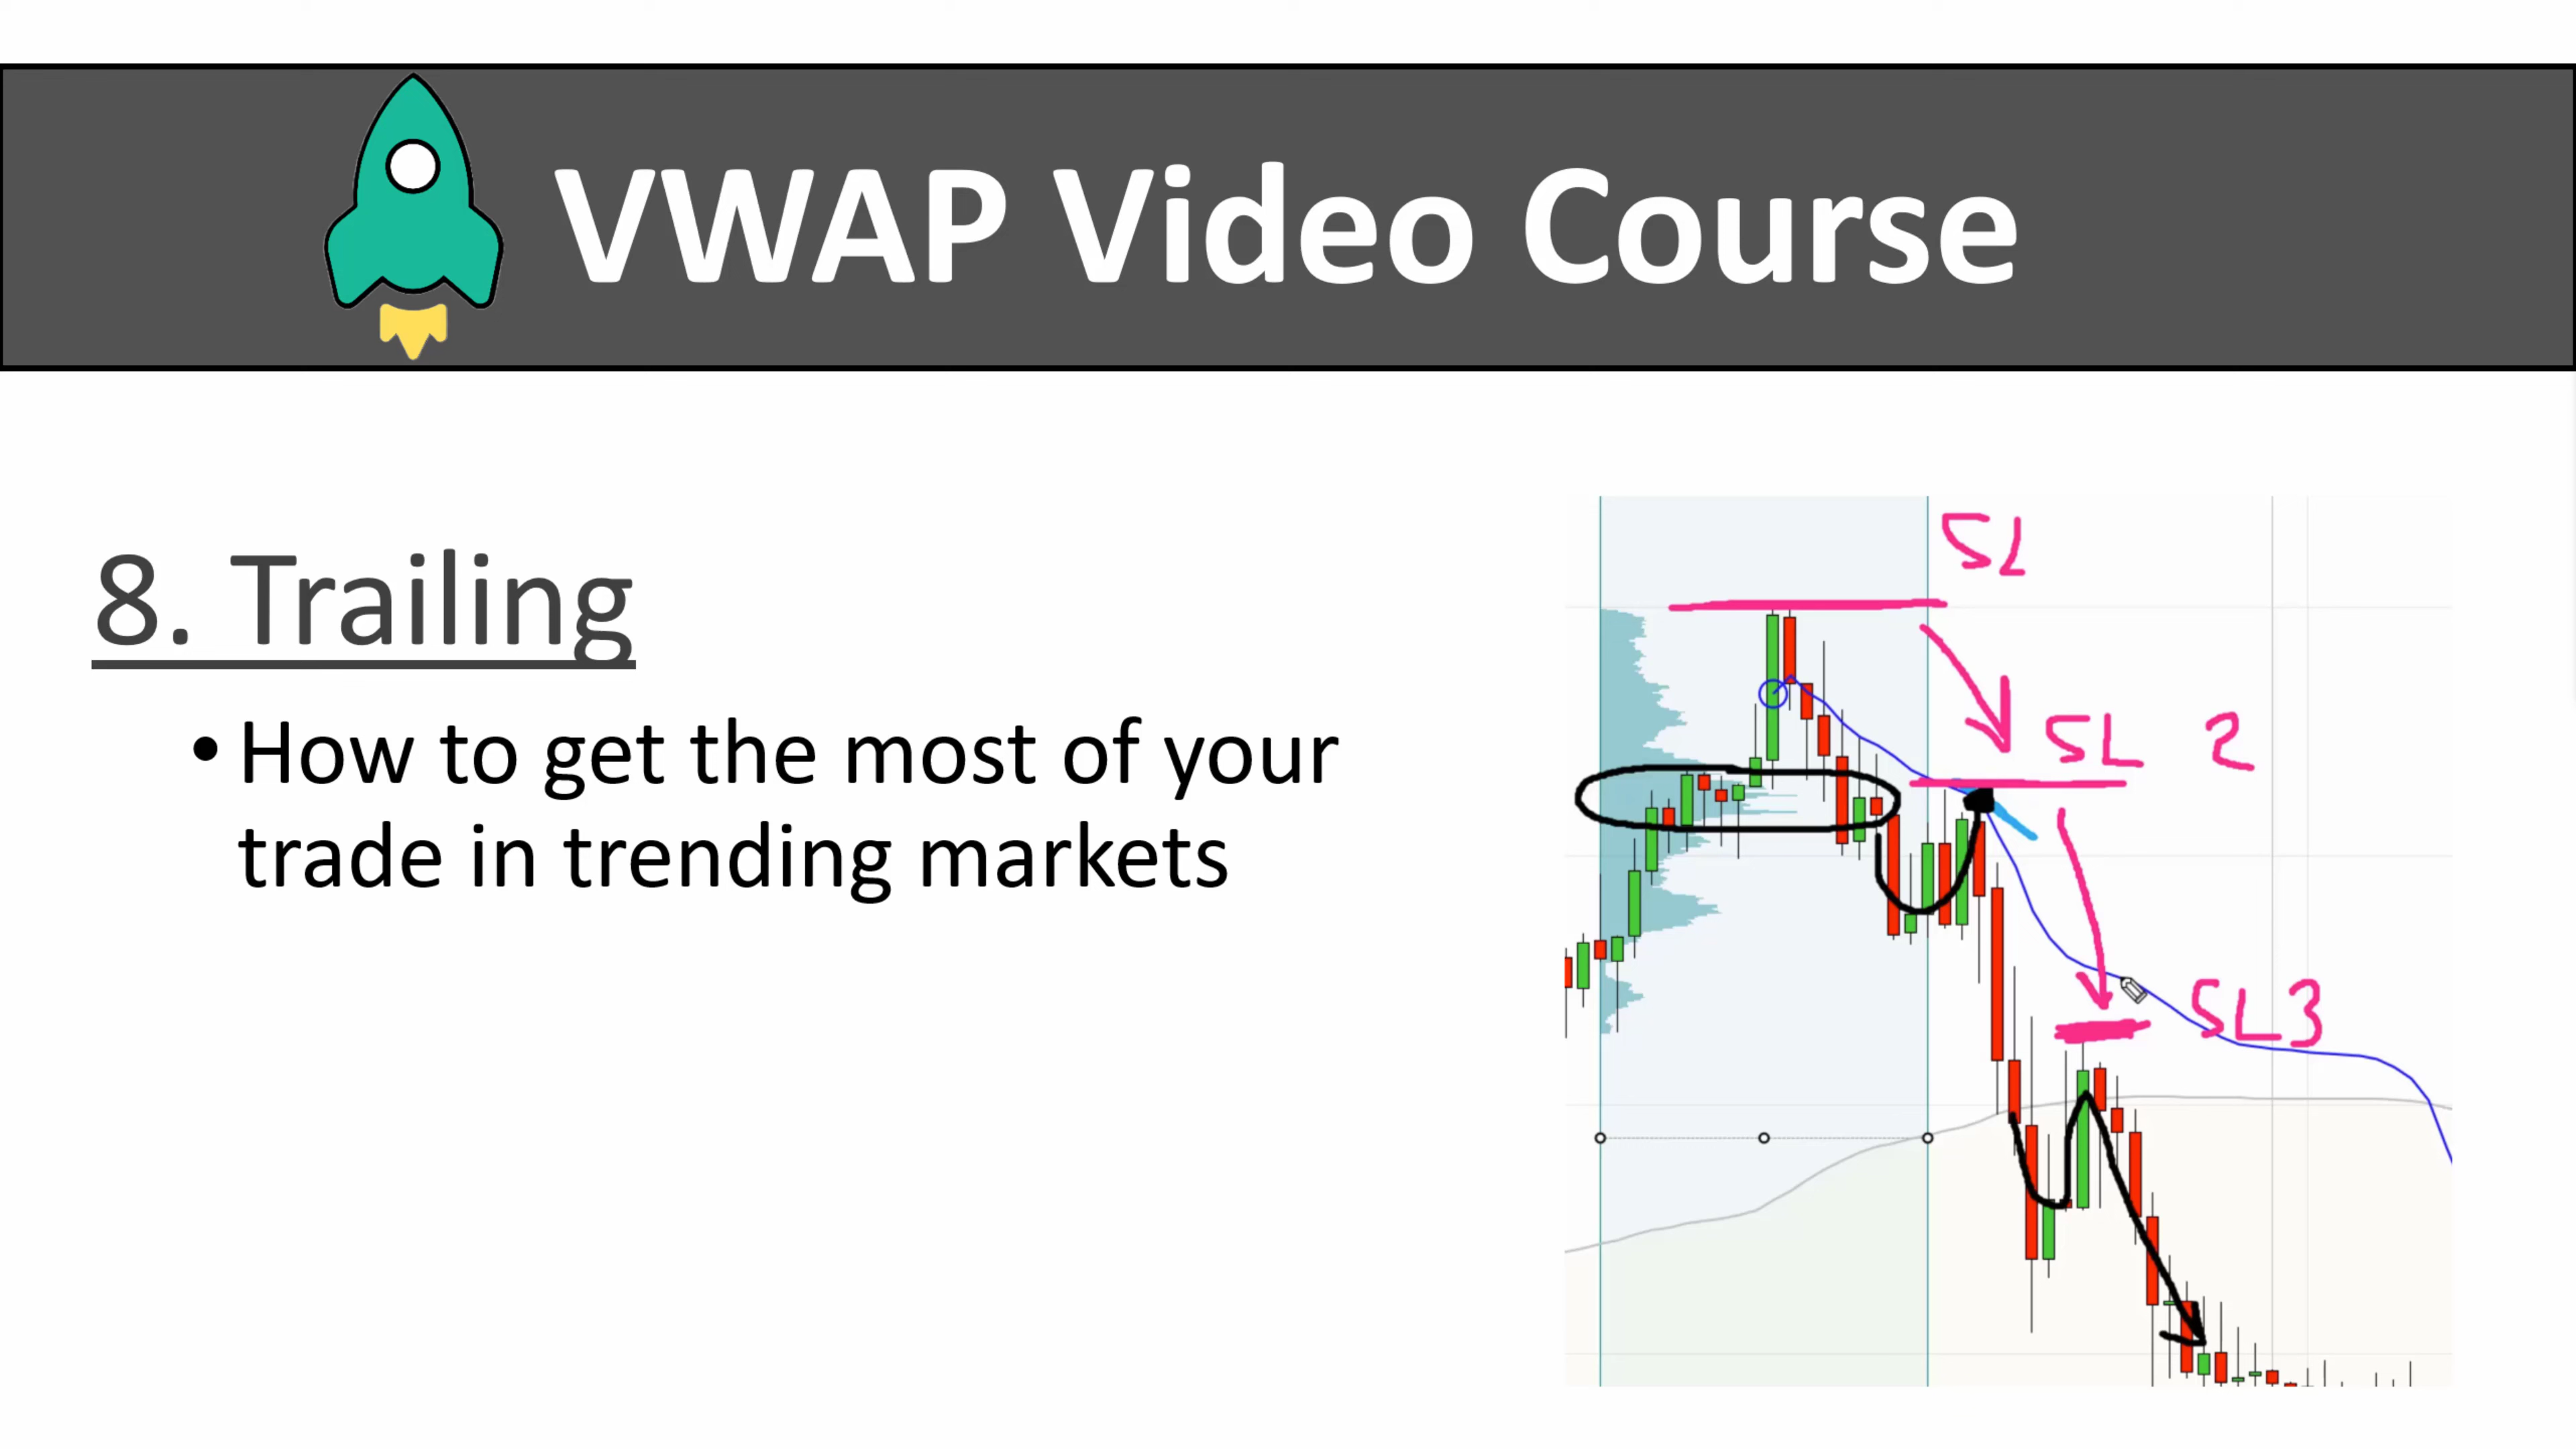 VWAP Video Course
8. Trailing
• How to get the most of your
trade in trending markets
SL
SL 2
SL3